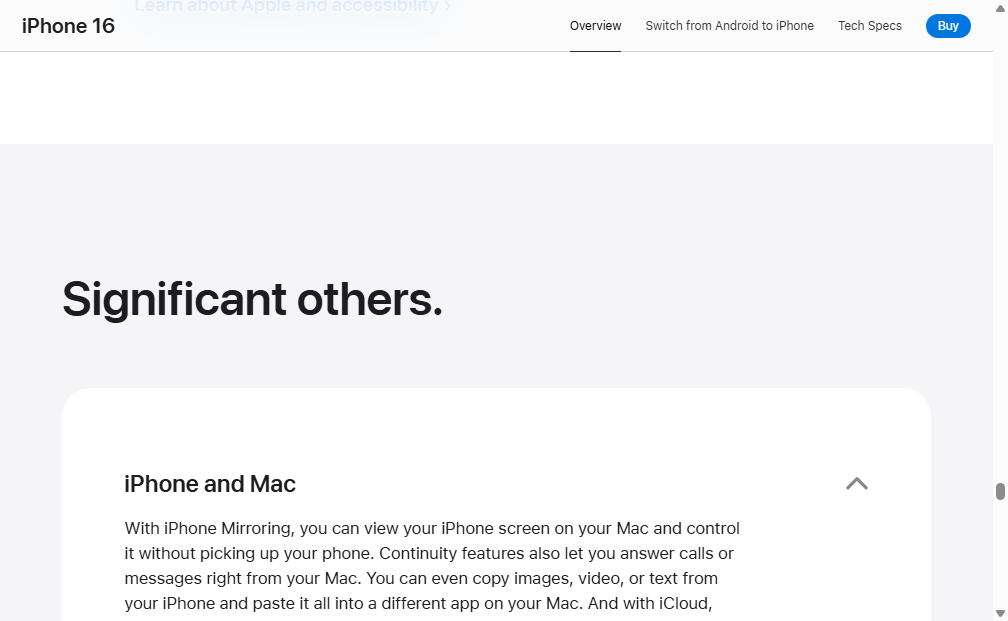 Learn about Apple and accessibility >
iPhone 16
Overview
Switch from Android to iPhone
Tech Specs
Buy
Significant others.
iPhone and Mac
With iPhone Mirroring, you can view your iPhone screen on your Mac and control
it without picking up your phone. Continuity features also let you answer calls or
messages right from your Mac. You can even copy images, video, or text from
your iPhone and paste it all into a different app on your Mac. And with iCloud,